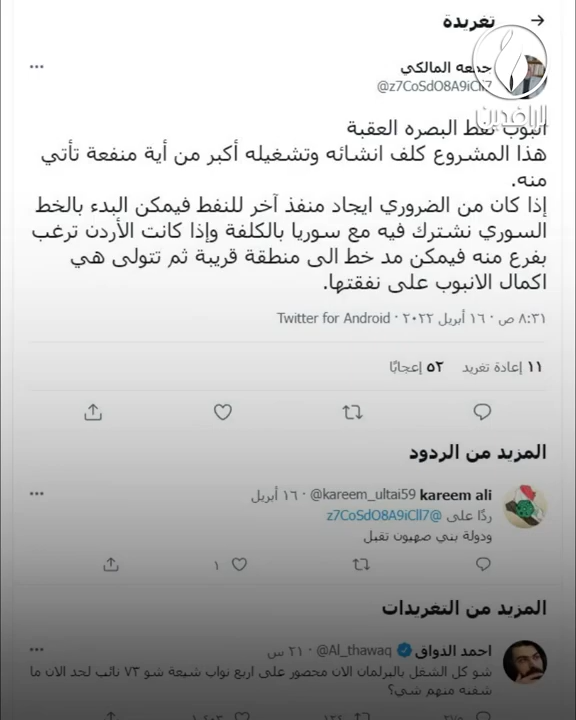 تغريدة
جمعه المالكي
@z7CoSdO8A9iCll7
الرافدين
انبوب نفط البصره العقبة
هذا المشروع كلف انشائه وتشغيله أكبر من أية منفعة تأتي
منه.
إذا كان من الضروري ايجاد منفذ آخر للنفط فيمكن البدء بالخط
السوري نشترك فيه مع سوريا بالكلفة وإذا كانت الأردن ترغب
بفرع منه فيمكن مد خط الى منطقة قريبة ثم تتولى هي
اكمال الانبوب على نفقتها.
٨:٣١ ص · ١٦ أبريل ٢٠٢٢ · Twitter for Android
١١ إعادة تغريد ٥٢ إعجابًا
المزيد من الردود
kareem ali @kareem_ultai59 · ١٦ أبريل
ردًا على @z7CoSdO8A9iCll7
ودولة بني صهيون تقبل
١
المزيد من التغريدات
احمد الذواق @Al_thawaq · ٢١ س
شو كل الشغل بالبرلمان الان محصور على اربع نواب شيعة شو ٧٣ نائب لحد الان ما
شفنه منهم شي؟